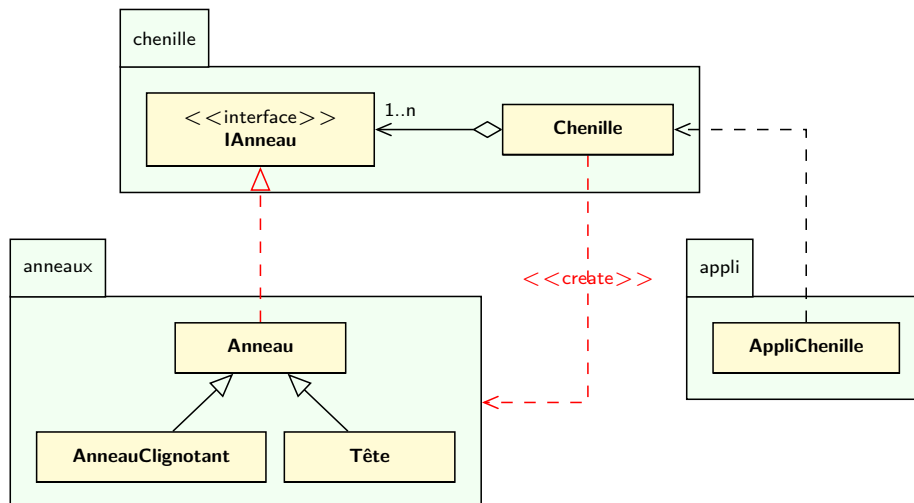 chenille
<<interface>>
IAnneau
1..n
Chenille
anneaux
<<create>>
appli
Anneau
AppliChenille
AnneauClignotant
Tête